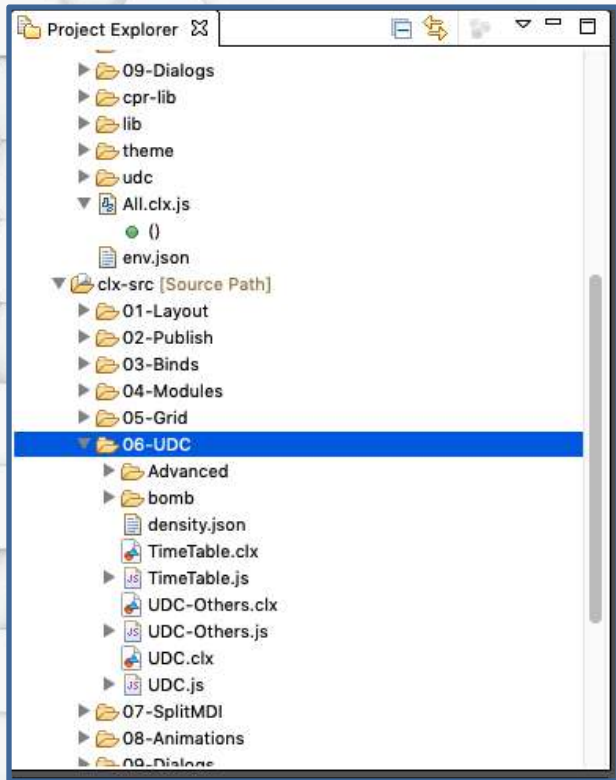 Project Explorer
09-Dialogs
cpr-lib
lib
theme
udc
All.clx.js
()
env.json
clx-src [Source Path]
01-Layout
02-Publish
03-Binds
04-Modules
05-Grid
06-UDC
Advanced
bomb
density.json
TimeTable.clx
TimeTable.js
UDC-Others.clx
UDC-Others.js
UDC.clx
UDC.js
07-SplitMDI
08-Animations
09-Dialogs